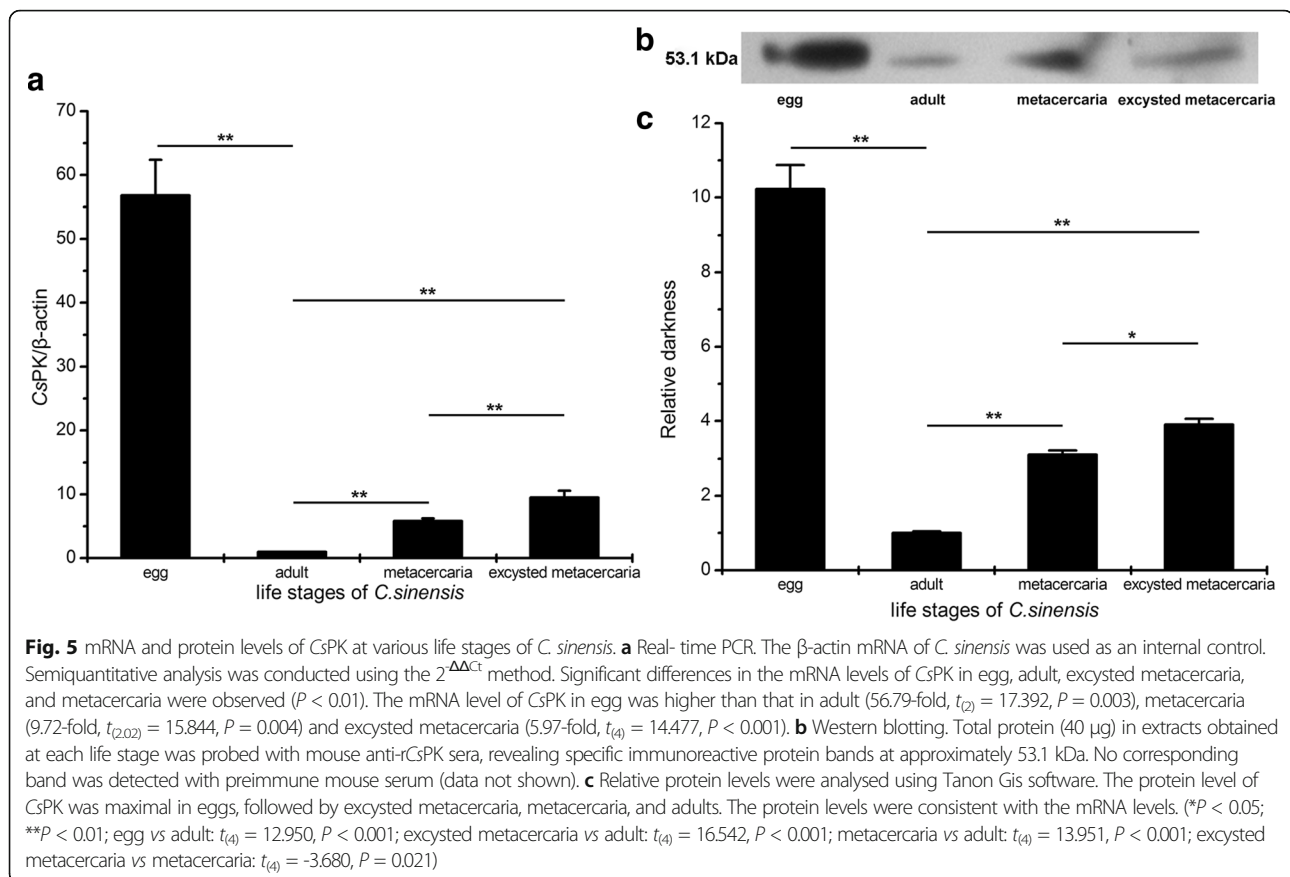 a
70
60
50
40
30
20
10
0
CsPK/β-actin
**
**
**
**
egg adult metacercaria excysted metacercaria
life stages of C.sinensis
b
53.1 kDa
egg adult metacercaria excysted metacercaria
c
12
10
8
6
4
2
0
Relative darkness
**
**
*
**
egg adult metacercaria excysted metacercaria
life stages of C.sinensis
Fig. 5 mRNA and protein levels of CsPK at various life stages of C. sinensis. a Real- time PCR. The β-actin mRNA of C. sinensis was used as an internal control.
Semiquantitative analysis was conducted using the 2-ΔΔCt method. Significant differences in the mRNA levels of CsPK in egg, adult, excysted metacercaria,
and metacercaria were observed (P < 0.01). The mRNA level of CsPK in egg was higher than that in adult (56.79-fold, t(2) = 17.392, P = 0.003), metacercaria
(9.72-fold, t(2.02) = 15.844, P = 0.004) and excysted metacercaria (5.97-fold, t(4) = 14.477, P < 0.001). b Western blotting. Total protein (40 μg) in extracts obtained
at each life stage was probed with mouse anti-rCsPK sera, revealing specific immunoreactive protein bands at approximately 53.1 kDa. No corresponding
band was detected with preimmune mouse serum (data not shown). c Relative protein levels were analysed using Tanon Gis software. The protein level of
CsPK was maximal in eggs, followed by excysted metacercaria, metacercaria, and adults. The protein levels were consistent with the mRNA levels. (*P < 0.05;
**P < 0.01; egg vs adult: t(4) = 12.950, P < 0.001; excysted metacercaria vs adult: t(4) = 16.542, P < 0.001; metacercaria vs adult: t(4) = 13.951, P < 0.001; excysted
metacercaria vs metacercaria: t(4) = -3.680, P = 0.021)